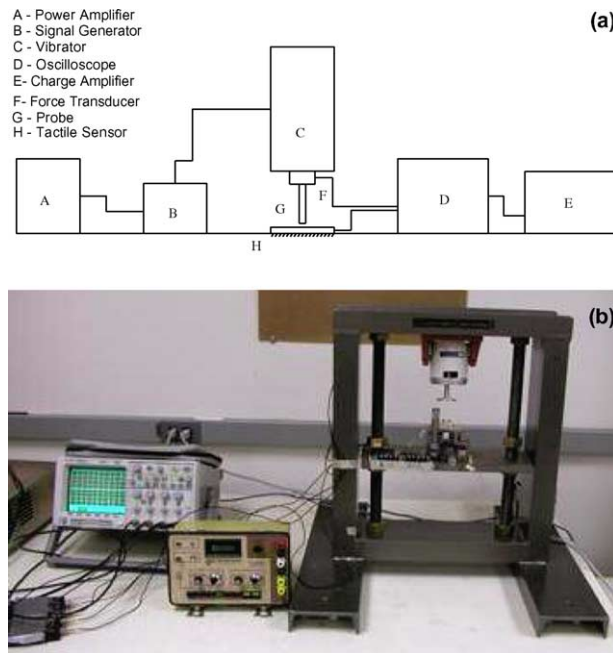 A - Power Amplifier
B - Signal Generator
C - Vibrator
D - Oscilloscope
E- Charge Amplifier
F- Force Transducer
G - Probe
H - Tactile Sensor
(a)
C
A
B
G
F
D
E
H
(b)